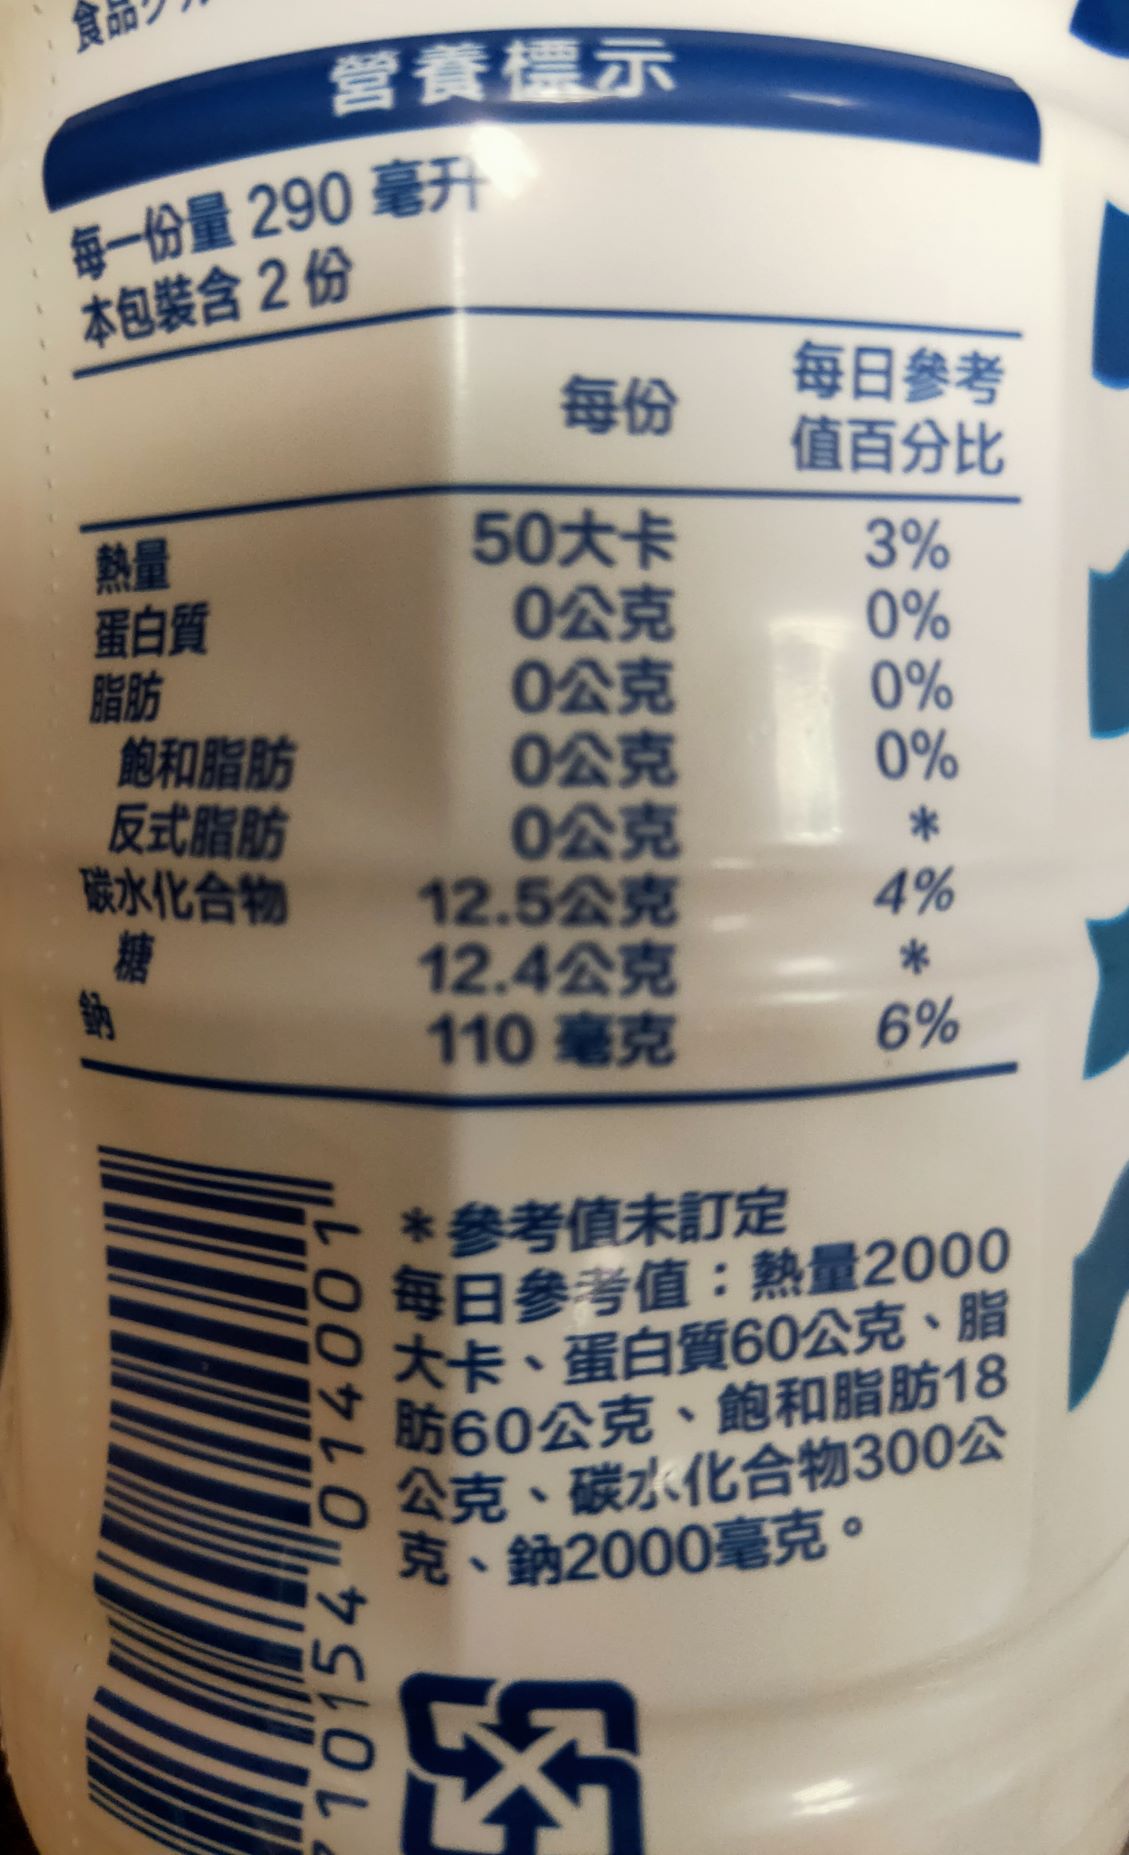 食品グル
營養標示
每一份量 290 毫升
本包裝含 2 份
每份 每日參考值百分比
熱量 50大卡 3%
蛋白質 0公克 0%
脂肪 0公克 0%
飽和脂肪 0公克 0%
反式脂肪 0公克 *
碳水化合物 12.5公克 4%
糖 12.4公克 *
鈉 110 毫克 6%
*參考值未訂定
每日參考值：熱量2000
大卡、蛋白質60公克、脂
肪60公克、飽和脂肪18
公克、碳水化合物300公
克、鈉2000毫克。
710154 014001